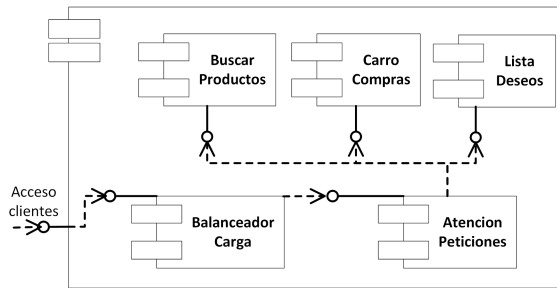 Buscar
Productos
Carro
Compras
Lista
Deseos
Acceso
clientes
Balanceador
Carga
Atencion
Peticiones